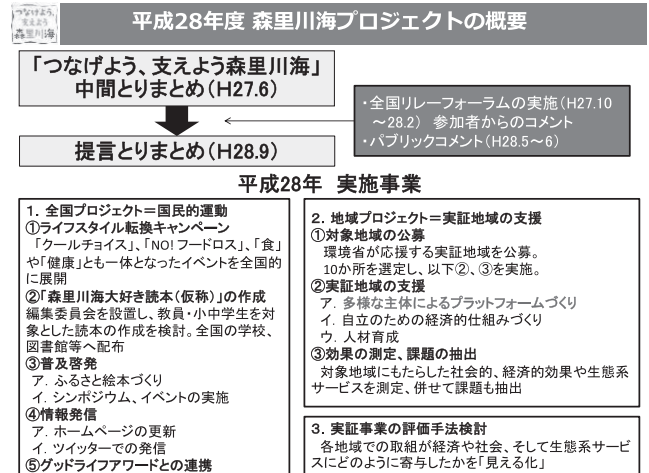 つなげよう、
支えよう
森里川海
平成28年度 森里川海プロジェクトの概要
「つなげよう、支えよう森里川海」
中間とりまとめ(H27.6)
・全国リレーフォーラムの実施(H27.10
～28.2) 参加者からのコメント
・パブリックコメント(H28.5～6)
提言とりまとめ(H28.9)
平成28年 実施事業
1．全国プロジェクト＝国民的運動
①ライフスタイル転換キャンペーン
「クールチョイス」、「NO!フードロス」、「食」
や「健康」とも一体となったイベントを全国的
に展開
②「森里川海大好き読本(仮称)」の作成
編集委員会を設置し、教員・小中学生を対
象とした読本の作成を検討。全国の学校、
図書館等へ配布
③普及啓発
ア．ふるさと絵本づくり
イ．シンポジウム、イベントの実施
④情報発信
ア．ホームページの更新
イ．ツイッターでの発信
⑤グッドライフアワードとの連携
2．地域プロジェクト＝実証地域の支援
①対象地域の公募
環境省が応援する実証地域を公募。
10か所を選定し、以下②、③を実施。
②実証地域の支援
ア．多様な主体によるプラットフォームづくり
イ．自立のための経済的仕組みづくり
ウ．人材育成
③効果の測定、課題の抽出
対象地域にもたらした社会的、経済的効果や生態系
サービスを測定、併せて課題も抽出
3．実証事業の評価手法検討
各地域での取組が経済や社会、そして生態系サービ
スにどのように寄与したかを「見える化」